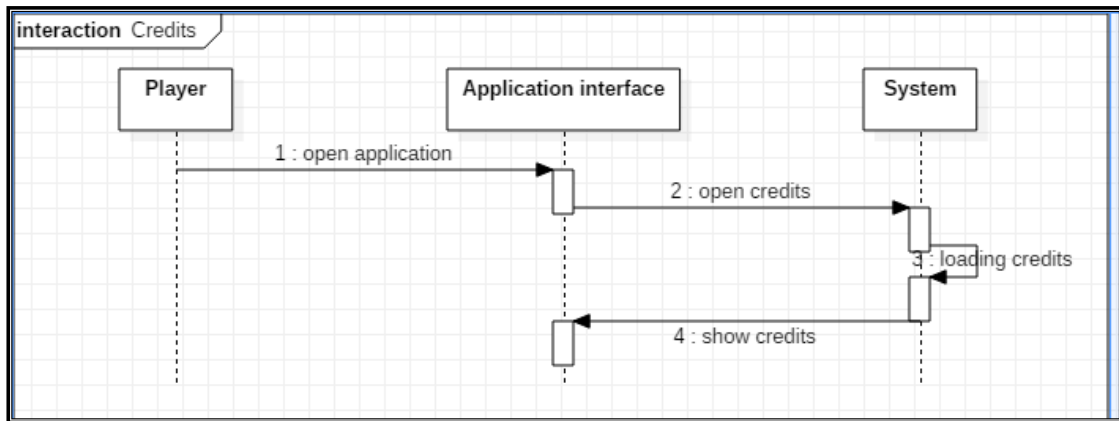 interaction Credits
Player
Application interface
System
1 : open application
2 : open credits
3 : loading credits
4 : show credits